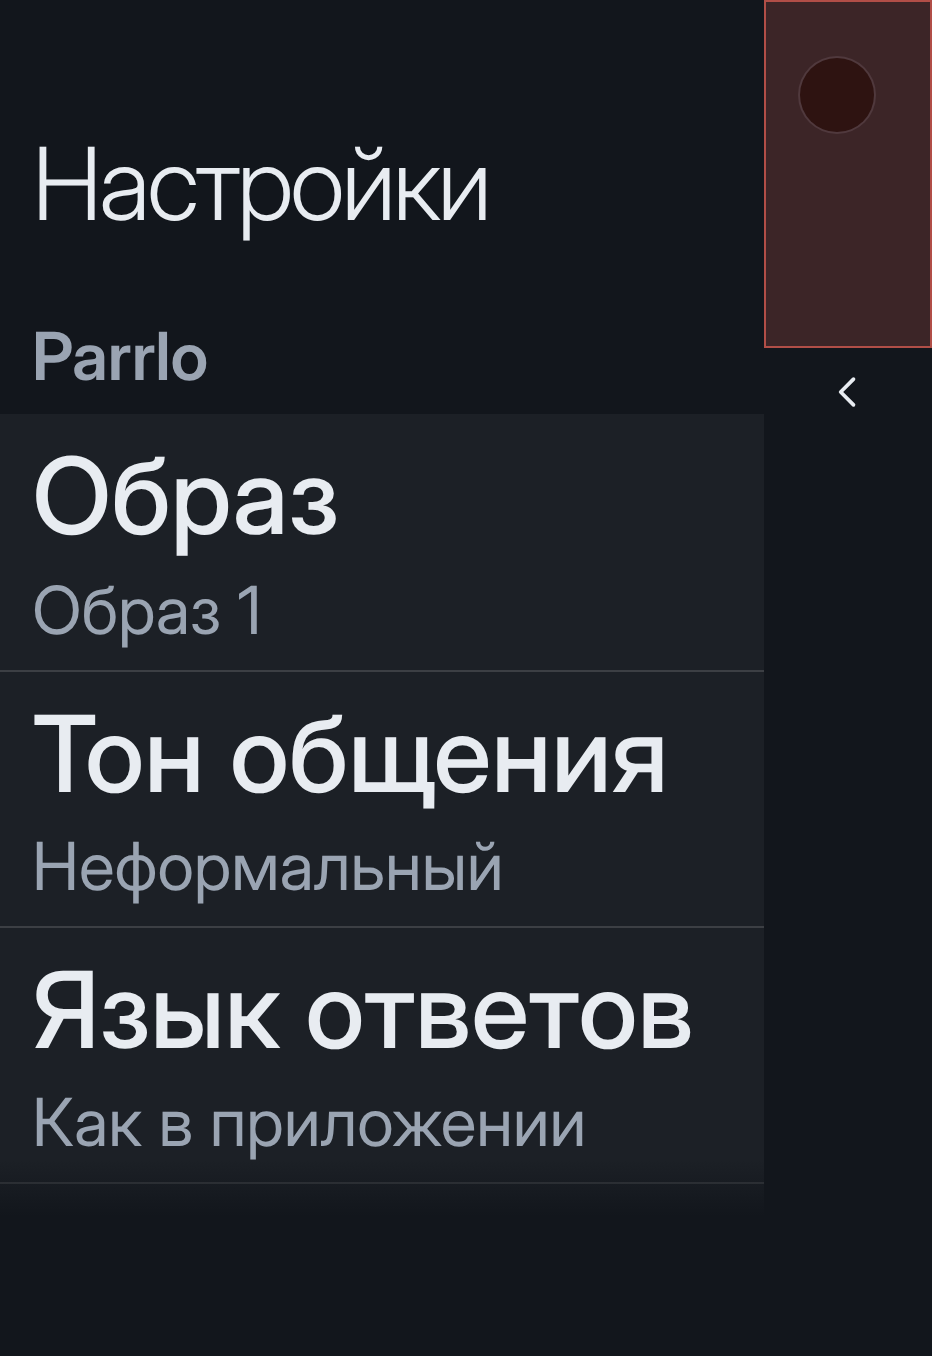 Настройки
Parrlo
Образ
Образ 1
Тон общения
Неформальный
Язык ответов
Как в приложении